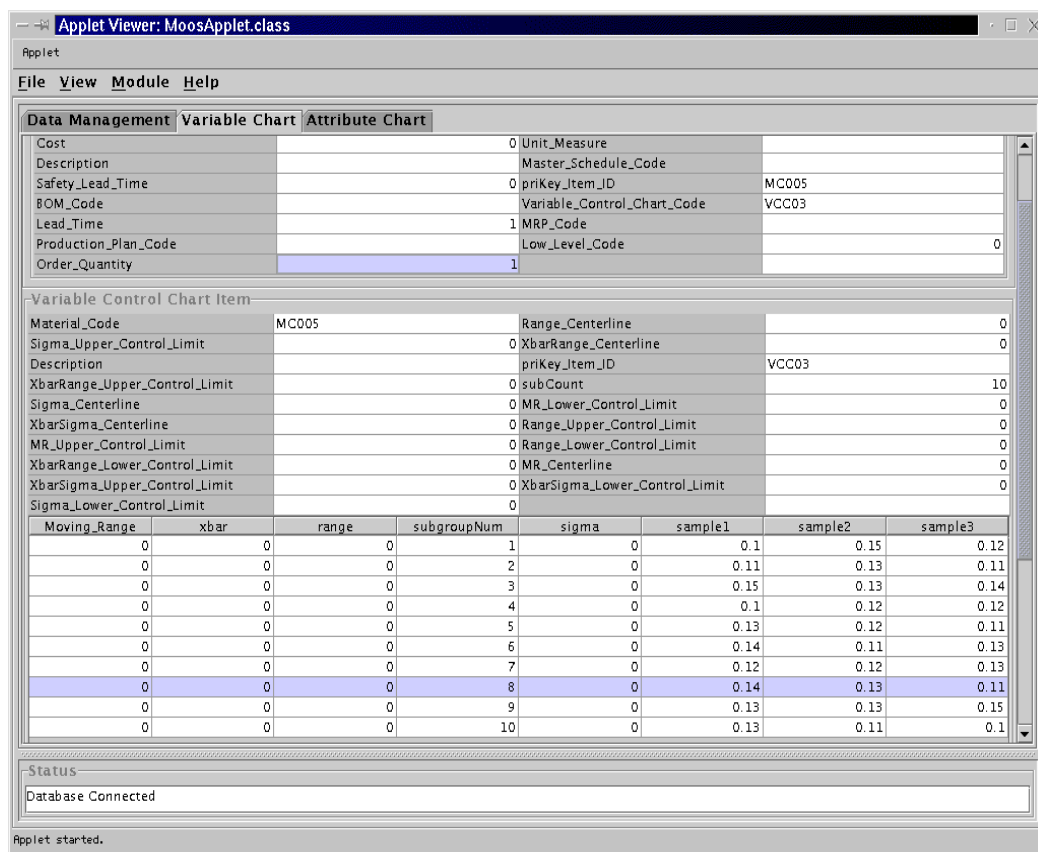 Applet Viewer: MoosApplet.class
Applet
File View Module Help
Data Management Variable Chart Attribute Chart
Cost 0 Unit_Measure
Description Master_Schedule_Code
Safety_Lead_Time 0 priKey_Item_ID MC005
BOM_Code Variable_Control_Chart_Code VCC03
Lead_Time 1 MRP_Code
Production_Plan_Code Low_Level_Code 0
Order_Quantity 1
Variable Control Chart Item
Material_Code MC005 Range_Centerline 0
Sigma_Upper_Control_Limit 0 XbarRange_Centerline 0
Description priKey_Item_ID VCC03
XbarRange_Upper_Control_Limit 0 subCount 10
Sigma_Centerline 0 MR_Lower_Control_Limit 0
XbarSigma_Centerline 0 Range_Upper_Control_Limit 0
MR_Upper_Control_Limit 0 Range_Lower_Control_Limit 0
XbarRange_Lower_Control_Limit 0 MR_Centerline 0
XbarSigma_Upper_Control_Limit 0 XbarSigma_Lower_Control_Limit 0
Sigma_Lower_Control_Limit 0
Moving_Range xbar range subgroupNum sigma sample1 sample2 sample3
0 0 0 1 0 0.1 0.15 0.12
0 0 0 2 0 0.11 0.13 0.11
0 0 0 3 0 0.15 0.13 0.14
0 0 0 4 0 0.1 0.12 0.12
0 0 0 5 0 0.13 0.12 0.11
0 0 0 6 0 0.14 0.11 0.13
0 0 0 7 0 0.12 0.12 0.13
0 0 0 8 0 0.14 0.13 0.11
0 0 0 9 0 0.13 0.13 0.15
0 0 0 10 0 0.13 0.11 0.1
Status
Database Connected
Applet started.